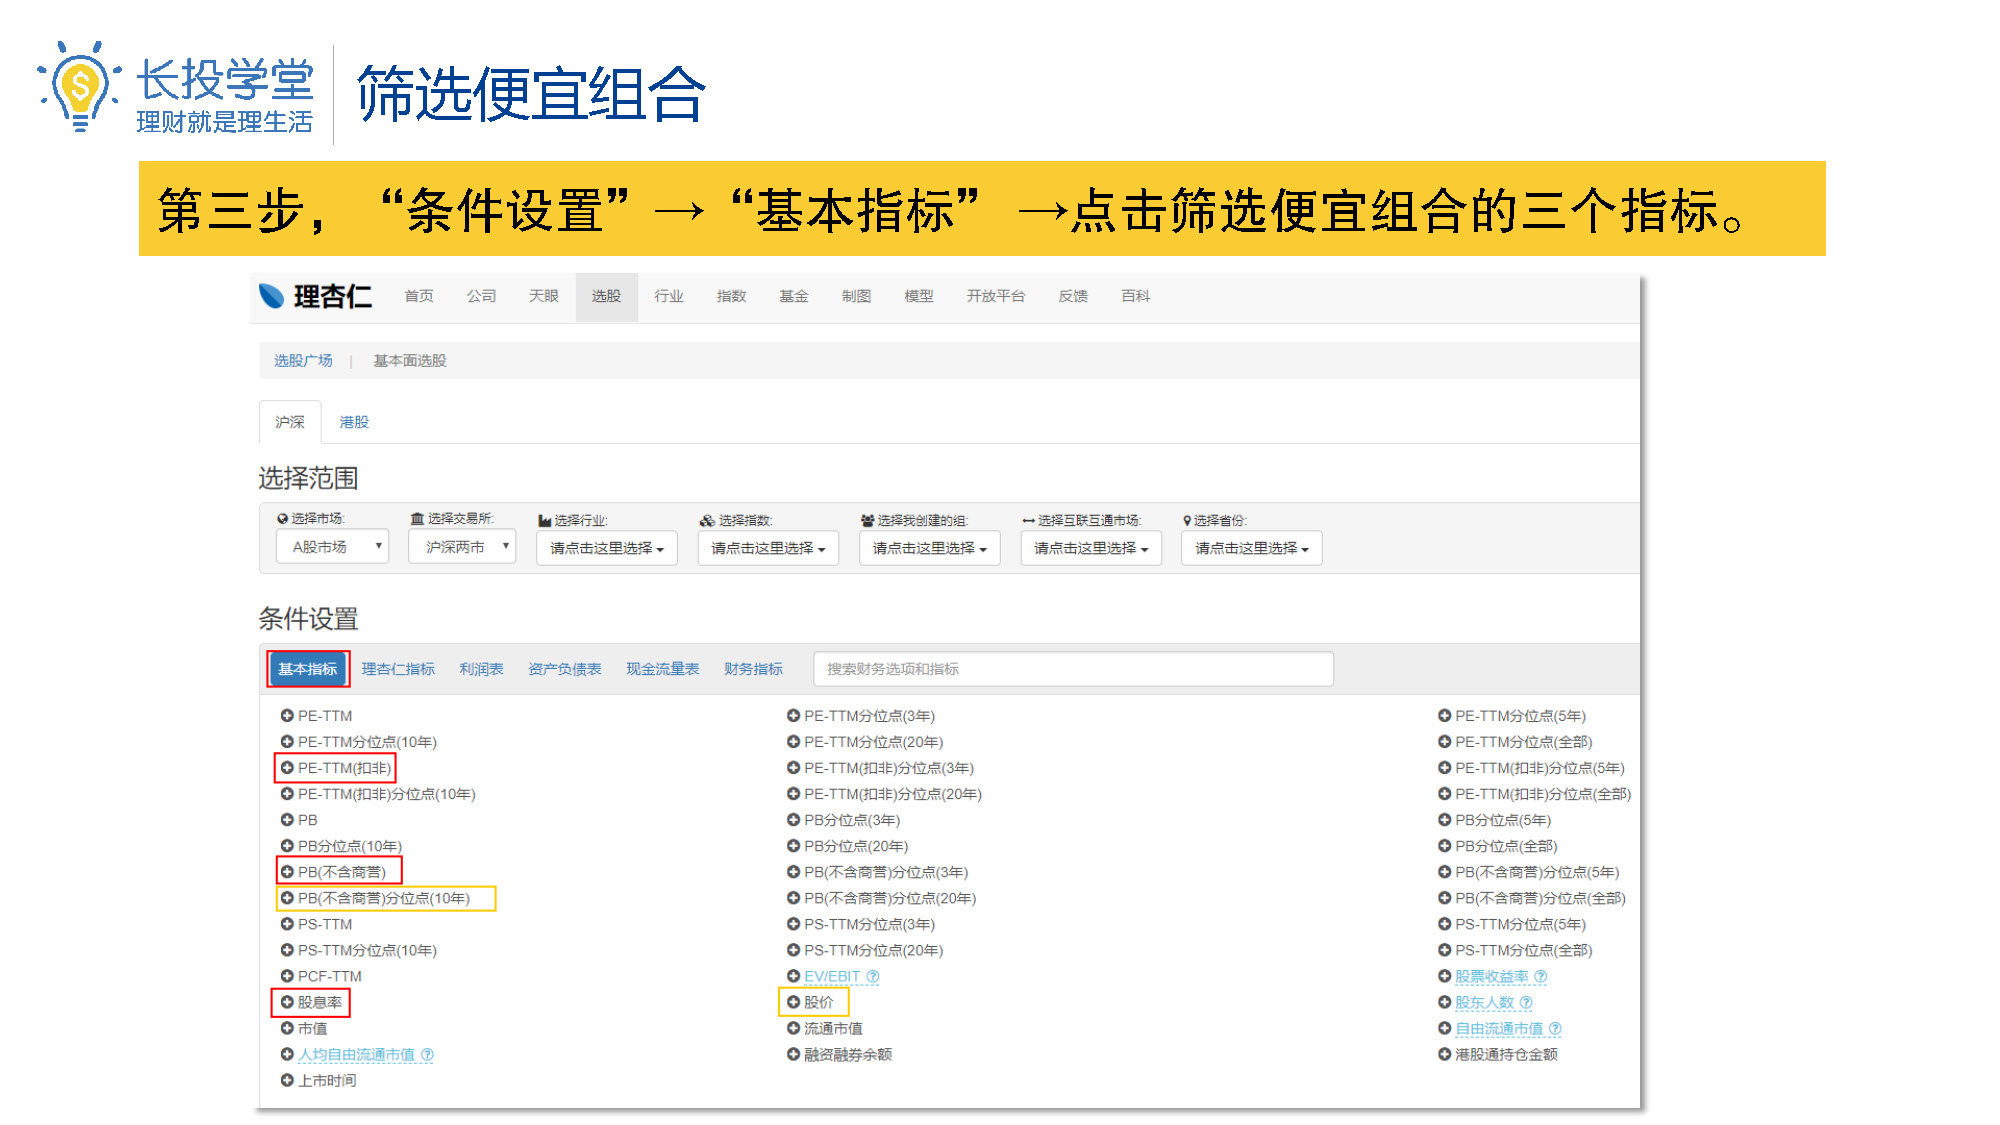 长投学堂
理财就是理生活
筛选便宜组合
第三步，“条件设置”→“基本指标” →点击筛选便宜组合的三个指标。
理杏仁 首页 公司 天眼 选股 行业 指数 基金 制图 模型 开放平台 反馈 百科
选股广场 | 基本面选股
沪深 港股
选择范围
选择市场: 选择交易所: 选择行业: 选择指数: 选择我创建的组: 选择互联互通市场: 选择省份:
A股市场 沪深两市 请点击这里选择 请点击这里选择 请点击这里选择 请点击这里选择 请点击这里选择
条件设置
基本指标 理杏仁指标 利润表 资产负债表 现金流量表 财务指标 搜索财务选项和指标
PE-TTM PE-TTM分位点(3年) PE-TTM分位点(5年)
PE-TTM分位点(10年) PE-TTM分位点(20年) PE-TTM分位点(全部)
PE-TTM(扣非) PE-TTM(扣非)分位点(3年) PE-TTM(扣非)分位点(5年)
PE-TTM(扣非)分位点(10年) PE-TTM(扣非)分位点(20年) PE-TTM(扣非)分位点(全部)
PB PB分位点(3年) PB分位点(5年)
PB分位点(10年) PB分位点(20年) PB分位点(全部)
PB(不含商誉) PB(不含商誉)分位点(3年) PB(不含商誉)分位点(5年)
PB(不含商誉)分位点(10年) PB(不含商誉)分位点(20年) PB(不含商誉)分位点(全部)
PS-TTM PS-TTM分位点(3年) PS-TTM分位点(5年)
PS-TTM分位点(10年) PS-TTM分位点(20年) PS-TTM分位点(全部)
PCF-TTM EV/EBIT 股票收益率
股息率 股价 股东人数
市值 流通市值 自由流通市值
人均自由流通市值 融资融券余额 港股通持仓金额
上市时间